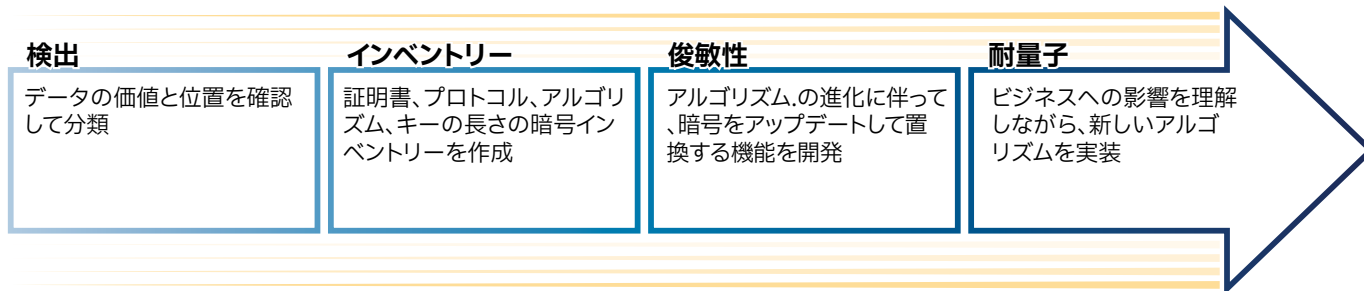 検出
データの価値と位置を確認
して分類
インベントリー
証明書、プロトコル、アルゴリ
ズム、キーの長さの暗号イン
ベントリーを作成
俊敏性
アルゴリズム.の進化に伴って
、暗号をアップデートして置
換する機能を開発
耐量子
ビジネスへの影響を理解
しながら、新しいアルゴ
リズムを実装